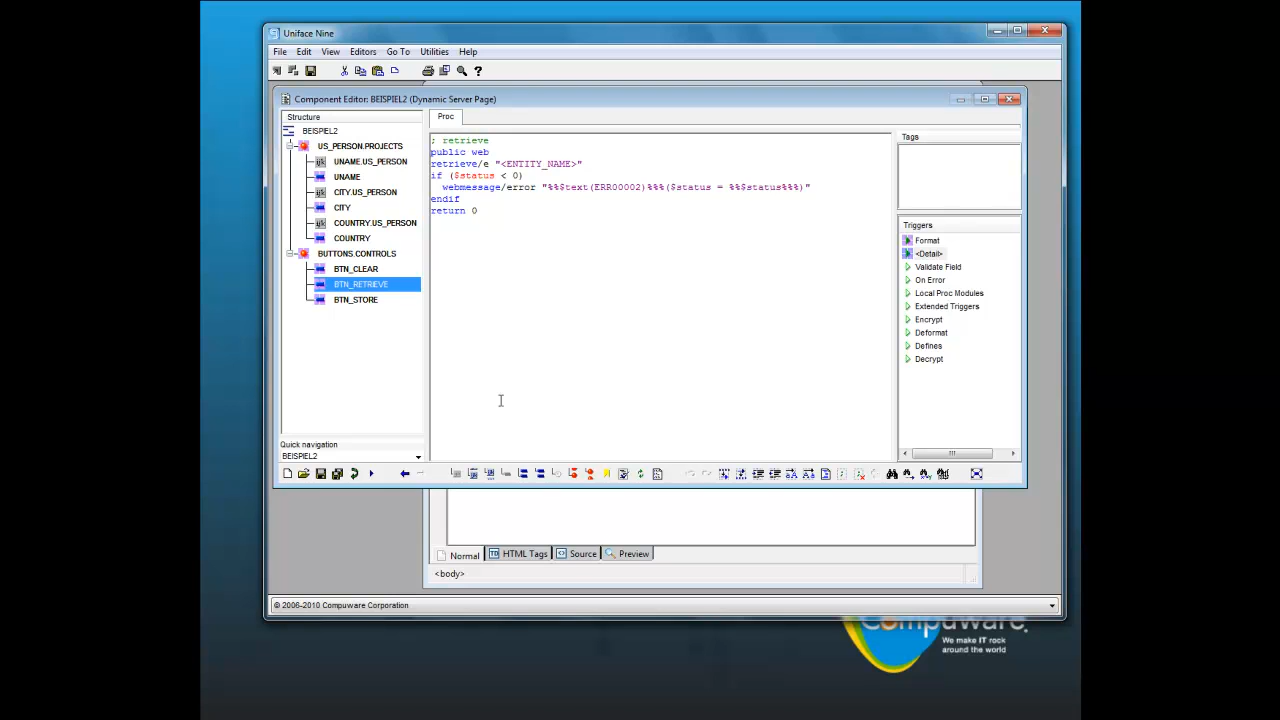 Uniface Nine
File Edit View Editors Go To Utilities Help
Component Editor: BEISPIEL2 (Dynamic Server Page)
Structure
BEISPIEL2
US_PERSON.PROJECTS
UNAME.US_PERSON
UNAME
CITY.US_PERSON
CITY
COUNTRY.US_PERSON
COUNTRY
BUTTONS.CONTROLS
BTN_CLEAR
BTN_RETRIEVE
BTN_STORE
Quick navigation
BEISPIEL2
Proc
; retrieve
public web
retrieve/e "<ENTITY_NAME>"
if ($status < 0)
webmessage/error "%%$text(ERR00002)%%%($status = %%$status%%%)"
endif
return 0
Tags
Triggers
Format
<Detail>
Validate Field
On Error
Local Proc Modules
Extended Triggers
Encrypt
Deformat
Defines
Decrypt
Normal HTML Tags Source Preview
<body>
© 2006-2010 Compuware Corporation
Compuware.
We make IT rock
around the world